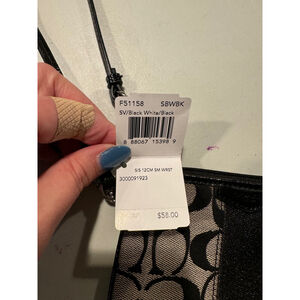 F51158 SBWBK
SV/Black White/Black
8 88067 15398 9
SIS 12CM SM WRST
3000091923
$58.00